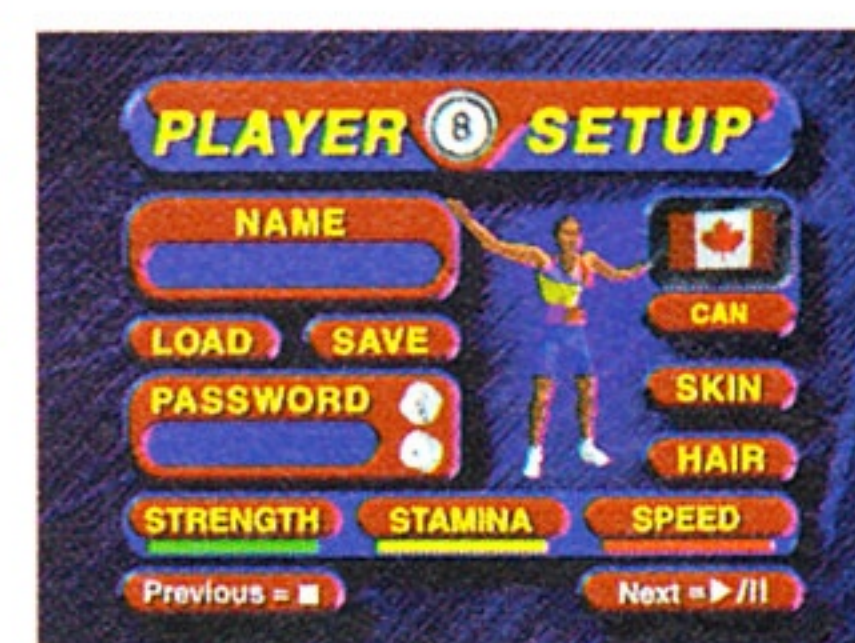 PLAYER 8 SETUP
NAME
CAN
LOAD SAVE
PASSWORD
SKIN
HAIR
STRENGTH STAMINA SPEED
Previous = ■ Next = ▶/II